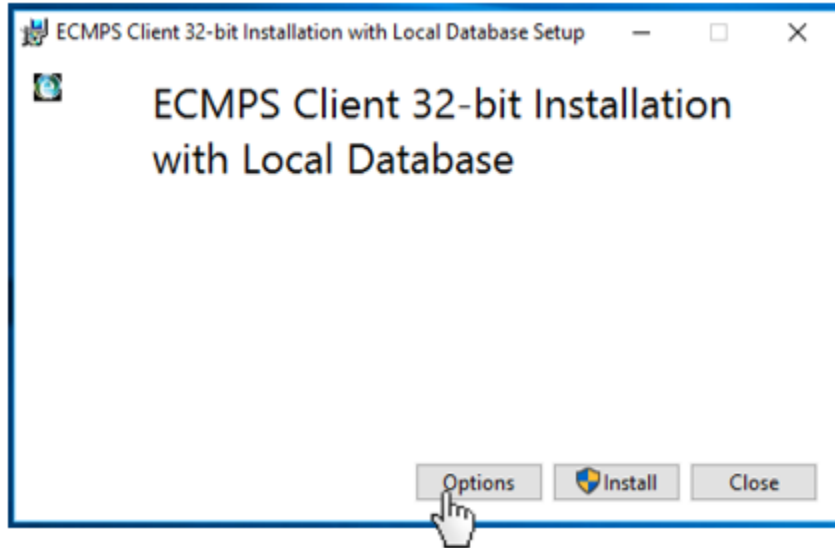 ECMPS Client 32-bit Installation with Local Database Setup
ECMPS Client 32-bit Installation
with Local Database
Options Install Close